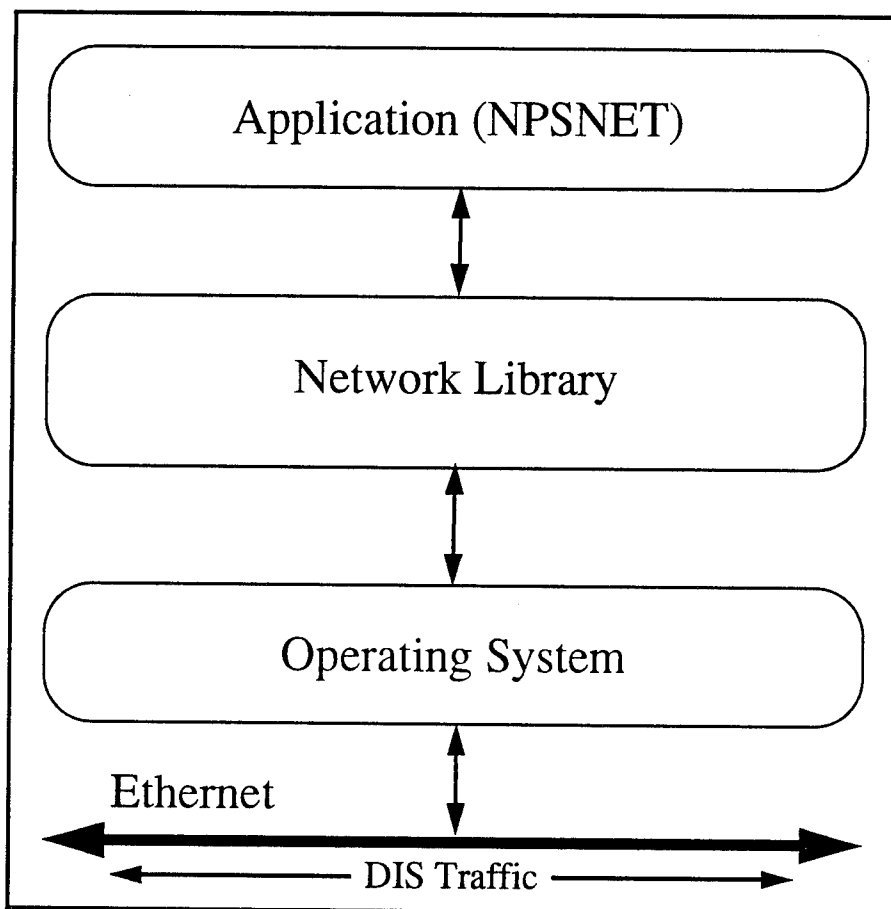 Application (NPSNET)
Network Library
Operating System
Ethernet
DIS Traffic